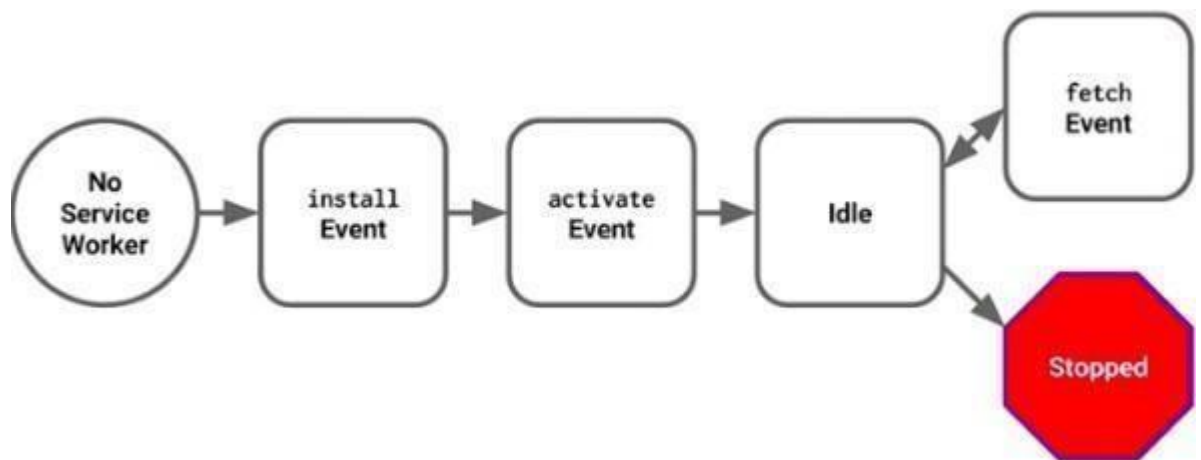 No
Service
Worker
install
Event
activate
Event
Idle
fetch
Event
Stopped